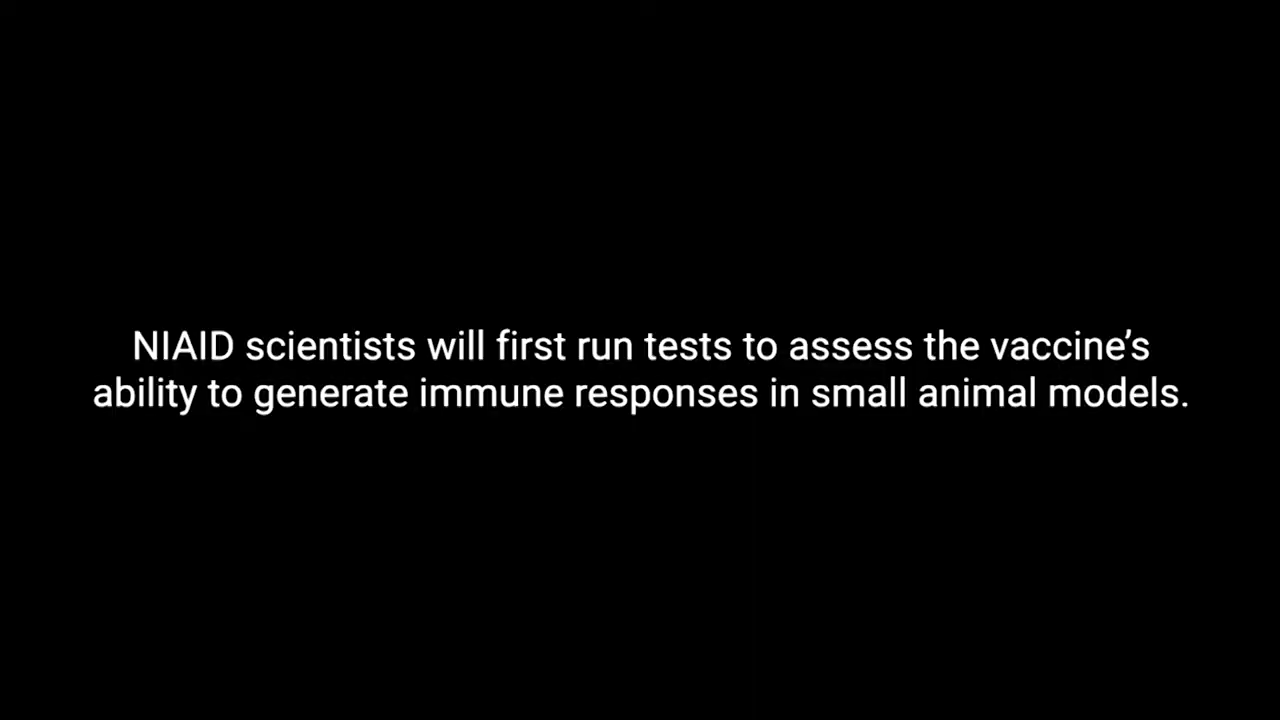 NIAID scientists will first run tests to assess the vaccine’s
ability to generate immune responses in small animal models.